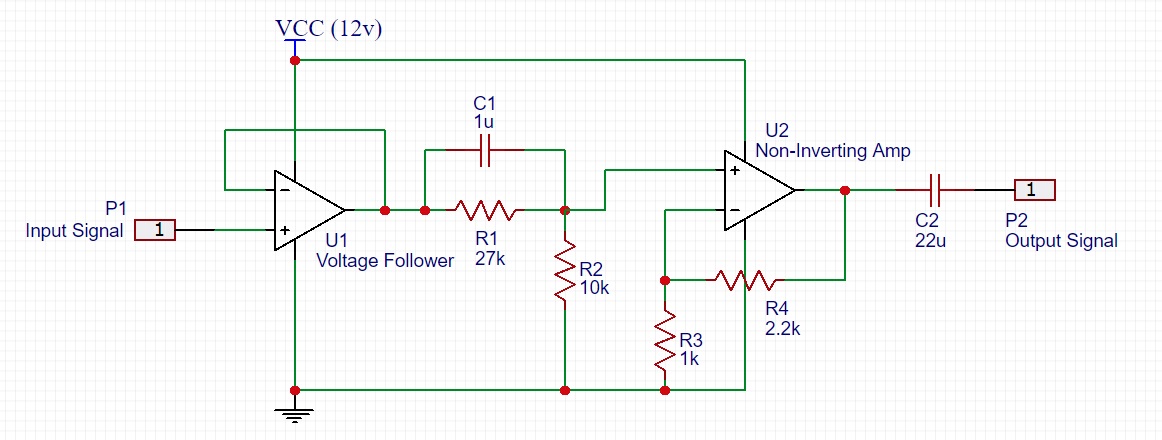 VCC (12v)
C1
1u
U2
Non-Inverting Amp
P1
Input Signal
1
U1
Voltage Follower
R1
27k
R2
10k
1
C2
22u
P2
Output Signal
R4
2.2k
R3
1k